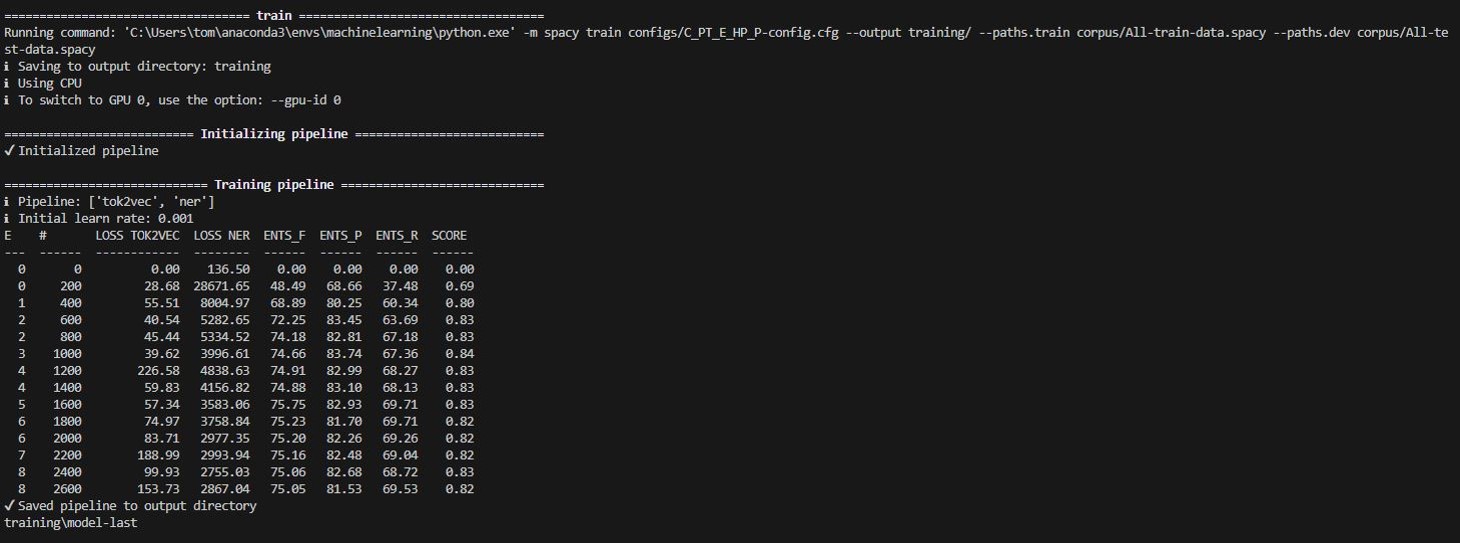 =================================== train ===================================
Running command: 'C:\Users\tom\anaconda3\envs\machinelearning\python.exe' -m spacy train configs/C_PT_E_HP_P-config.cfg --output training/ --paths.train corpus/All-train-data.spacy --paths.dev corpus/All-te
st-data.spacy
ℹ Saving to output directory: training
ℹ Using CPU
ℹ To switch to GPU 0, use the option: --gpu-id 0
=========================== Initializing pipeline ===========================
✔ Initialized pipeline
============================= Training pipeline =============================
ℹ Pipeline: ['tok2vec', 'ner']
ℹ Initial learn rate: 0.001
E    #       LOSS TOK2VEC  LOSS NER  ENTS_F  ENTS_P  ENTS_R  SCORE
---  ------  ------------  --------  ------  ------  ------  ------
  0       0          0.00    136.50    0.00    0.00    0.00    0.00
  0     200         28.68  28671.65   48.49   68.66   37.48    0.69
  1     400         55.51   8004.97   68.89   80.25   60.34    0.80
  2     600         40.54   5282.65   72.25   83.45   63.69    0.83
  2     800         45.44   5334.52   74.18   82.81   67.18    0.83
  3    1000         39.62   3996.61   74.66   83.74   67.36    0.84
  4    1200        226.58   4838.63   74.91   82.99   68.27    0.83
  4    1400         59.83   4156.82   74.88   83.10   68.13    0.83
  5    1600         57.34   3583.06   75.75   82.93   69.71    0.83
  6    1800         74.97   3758.84   75.23   81.70   69.71    0.82
  6    2000         83.71   2977.35   75.20   82.26   69.26    0.82
  7    2200        188.99   2993.94   75.16   82.48   69.04    0.82
  8    2400         99.93   2755.03   75.06   82.68   68.72    0.83
  8    2600        153.73   2867.04   75.05   81.53   69.53    0.82
✔ Saved pipeline to output directory
training\model-last